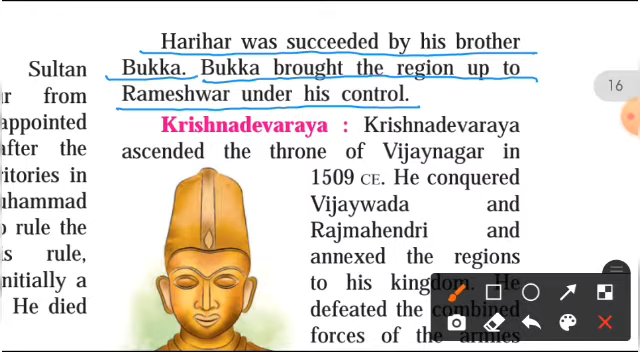 Sultan
r from
appointed
after the
ritories in
uhammad
rule the
s rule,
nitially a
He died
Harihar was succeeded by his brother
Bukka. Bukka brought the region up to
Rameshwar under his control.
Krishnadevaraya : Krishnadevaraya
ascended the throne of Vijaynagar in
1509 CE. He conquered
Vijaywada and
Rajmahendri and
annexed the regions
to his kingdom. He
defeated the combined
forces of the armies
16